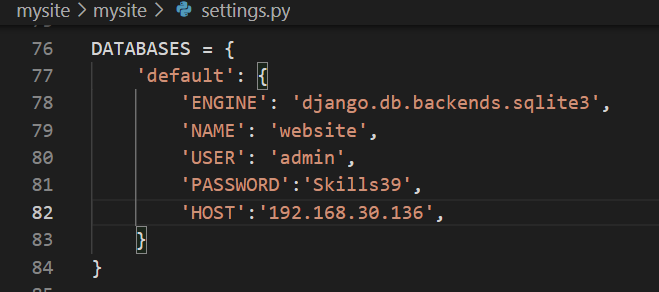 mysite > mysite > settings.py
76 DATABASES = {
77     'default': {
78         'ENGINE': 'django.db.backends.sqlite3',
79         'NAME': 'website',
80         'USER': 'admin',
81         'PASSWORD':'Skills39',
82         'HOST':'192.168.30.136',
83     }
84 }